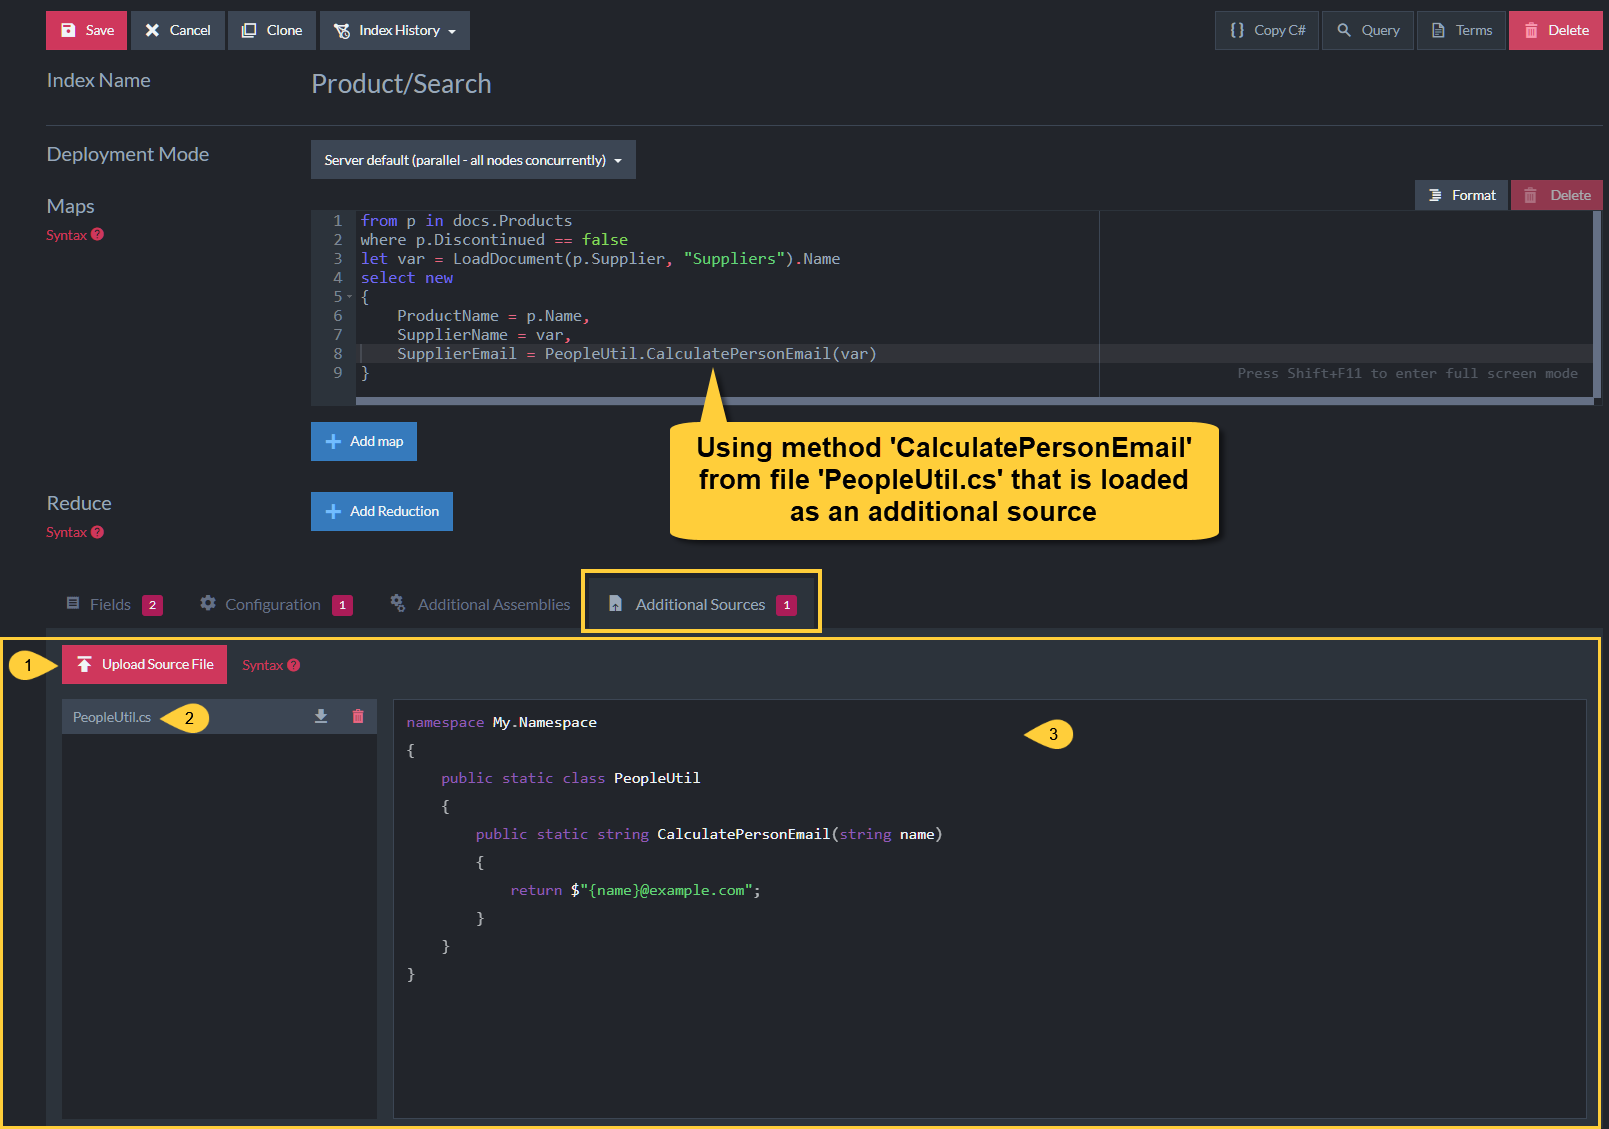 Save Cancel Clone Index History Copy C# Query Terms Delete
Index Name Product/Search
Deployment Mode Server default (parallel - all nodes concurrently)
Maps Format Delete
Syntax
1 from p in docs.Products
2 where p.Discontinued == false
3 let var = LoadDocument(p.Supplier, "Suppliers").Name
4 select new
5 {
6 ProductName = p.Name,
7 SupplierName = var,
8 SupplierEmail = PeopleUtil.CalculatePersonEmail(var)
9 }
Press Shift+F11 to enter full screen mode
Add map
Using method 'CalculatePersonEmail'
from file 'PeopleUtil.cs' that is loaded
as an additional source
Reduce Add Reduction
Syntax
Fields 2 Configuration 1 Additional Assemblies Additional Sources 1
1 Upload Source File Syntax
PeopleUtil.cs 2
3
namespace My.Namespace
{
public static class PeopleUtil
{
public static string CalculatePersonEmail(string name)
{
return $"{name}@example.com";
}
}
}